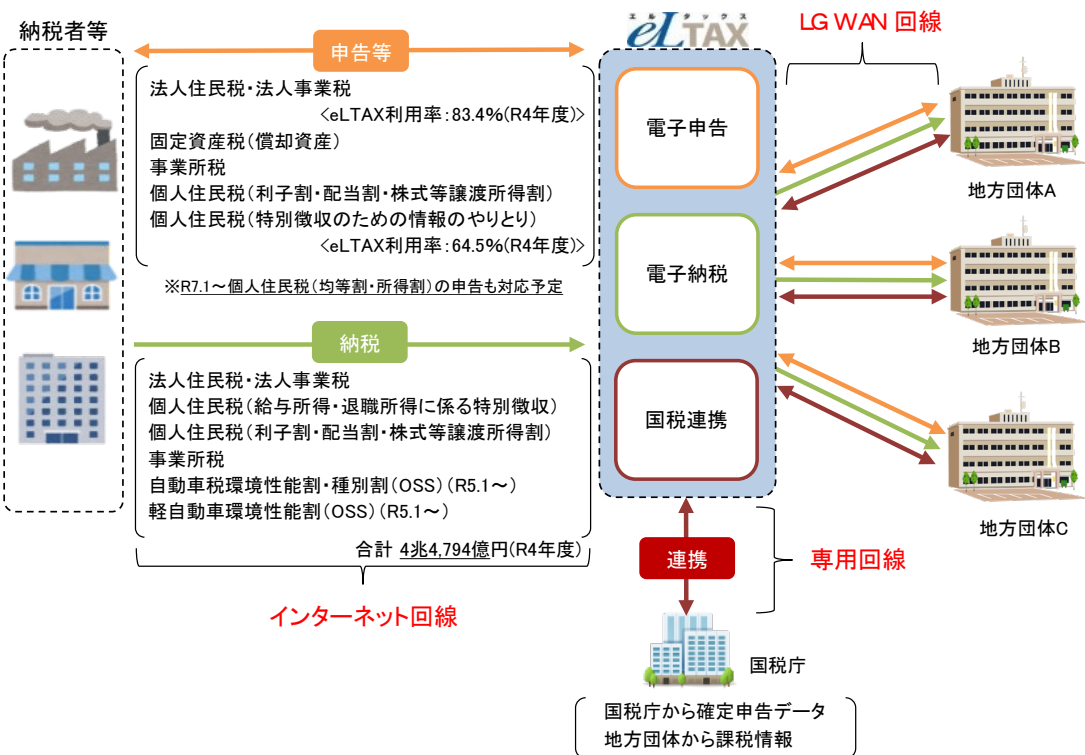 納税者等
エルタックス
eLTAX
LGWAN 回線
申告等
法人住民税・法人事業税
<eLTAX利用率:83.4%(R4年度)>
固定資産税(償却資産)
事業所税
個人住民税(利子割・配当割・株式等譲渡所得割)
個人住民税(特別徴収のための情報のやりとり)
<eLTAX利用率:64.5%(R4年度)>
※R7.1～個人住民税(均等割・所得割)の申告も対応予定
納税
法人住民税・法人事業税
個人住民税(給与所得・退職所得に係る特別徴収)
個人住民税(利子割・配当割・株式等譲渡所得割)
事業所税
自動車税環境性能割・種別割(OSS)(R5.1～)
軽自動車環境性能割(OSS)(R5.1～)
合計 4兆4,794億円(R4年度)
インターネット回線
電子申告
電子納税
国税連携
地方団体A
地方団体B
地方団体C
連携
専用回線
国税庁
国税庁から確定申告データ
地方団体から課税情報